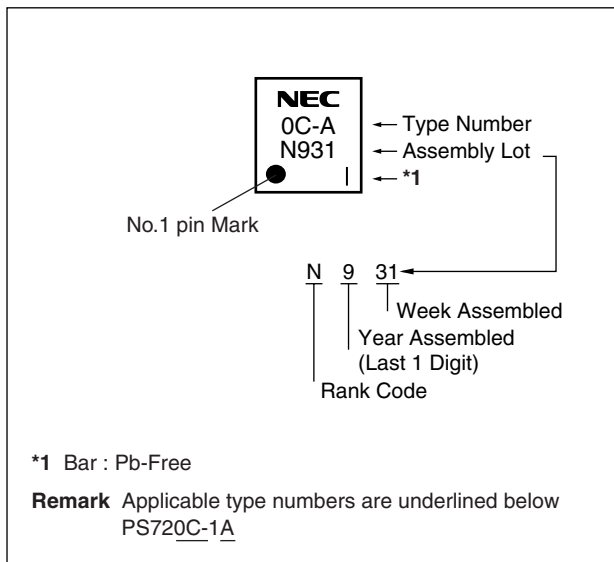 NEC
0C-A
N931
Type Number
Assembly Lot
*1
No.1 pin Mark
N 9 31
Week Assembled
Year Assembled
(Last 1 Digit)
Rank Code
*1 Bar : Pb-Free
Remark Applicable type numbers are underlined below
PS720C-1A